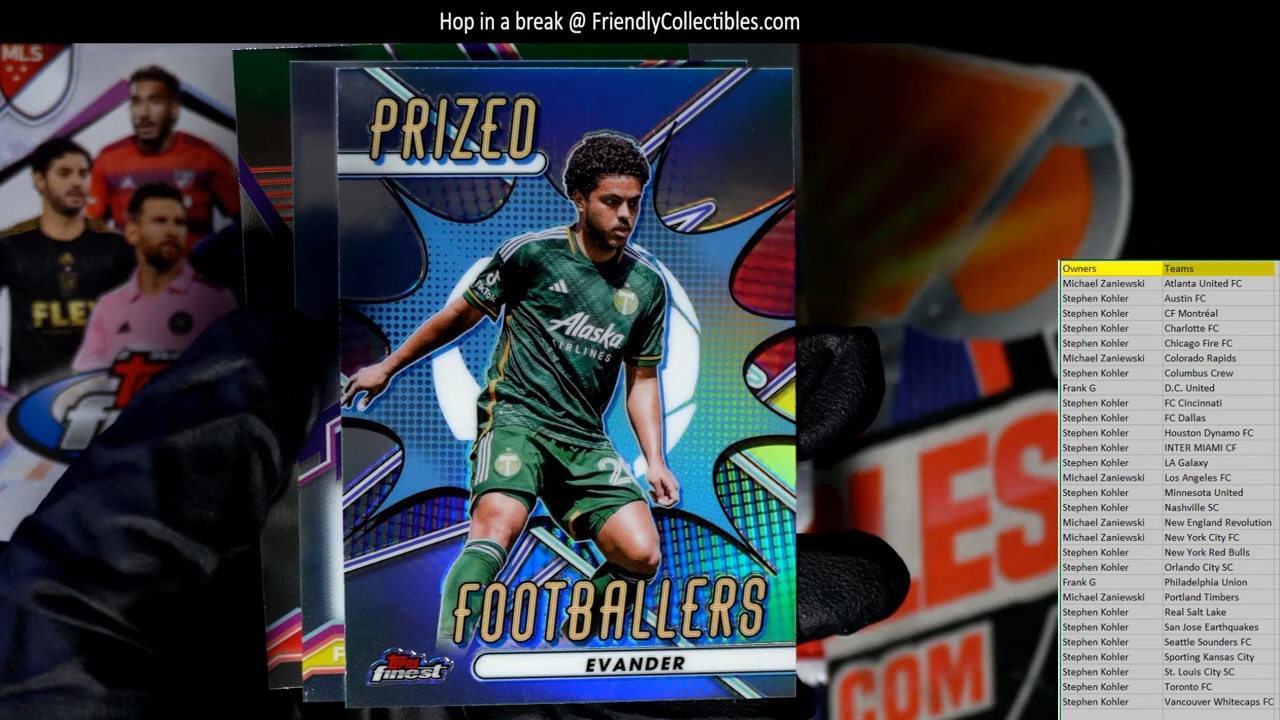 Hop in a break @ FriendlyCollectibles.com
MLS
FLEX
PRIZED
TikTok
Alaska
AIRLINES
FOOTBALLERS
Topps
finest
EVANDER
LES
.COM
Owners Teams
Michael Zaniewski Atlanta United FC
Stephen Kohler Austin FC
Stephen Kohler CF Montréal
Stephen Kohler Charlotte FC
Stephen Kohler Chicago Fire FC
Michael Zaniewski Colorado Rapids
Stephen Kohler Columbus Crew
Frank G D.C. United
Stephen Kohler FC Cincinnati
Stephen Kohler FC Dallas
Stephen Kohler Houston Dynamo FC
Stephen Kohler INTER MIAMI CF
Stephen Kohler LA Galaxy
Michael Zaniewski Los Angeles FC
Stephen Kohler Minnesota United
Stephen Kohler Nashville SC
Michael Zaniewski New England Revolution
Michael Zaniewski New York City FC
Stephen Kohler New York Red Bulls
Stephen Kohler Orlando City SC
Frank G Philadelphia Union
Michael Zaniewski Portland Timbers
Stephen Kohler Real Salt Lake
Stephen Kohler San Jose Earthquakes
Stephen Kohler Seattle Sounders FC
Stephen Kohler Sporting Kansas City
Stephen Kohler St. Louis City SC
Stephen Kohler Toronto FC
Stephen Kohler Vancouver Whitecaps FC